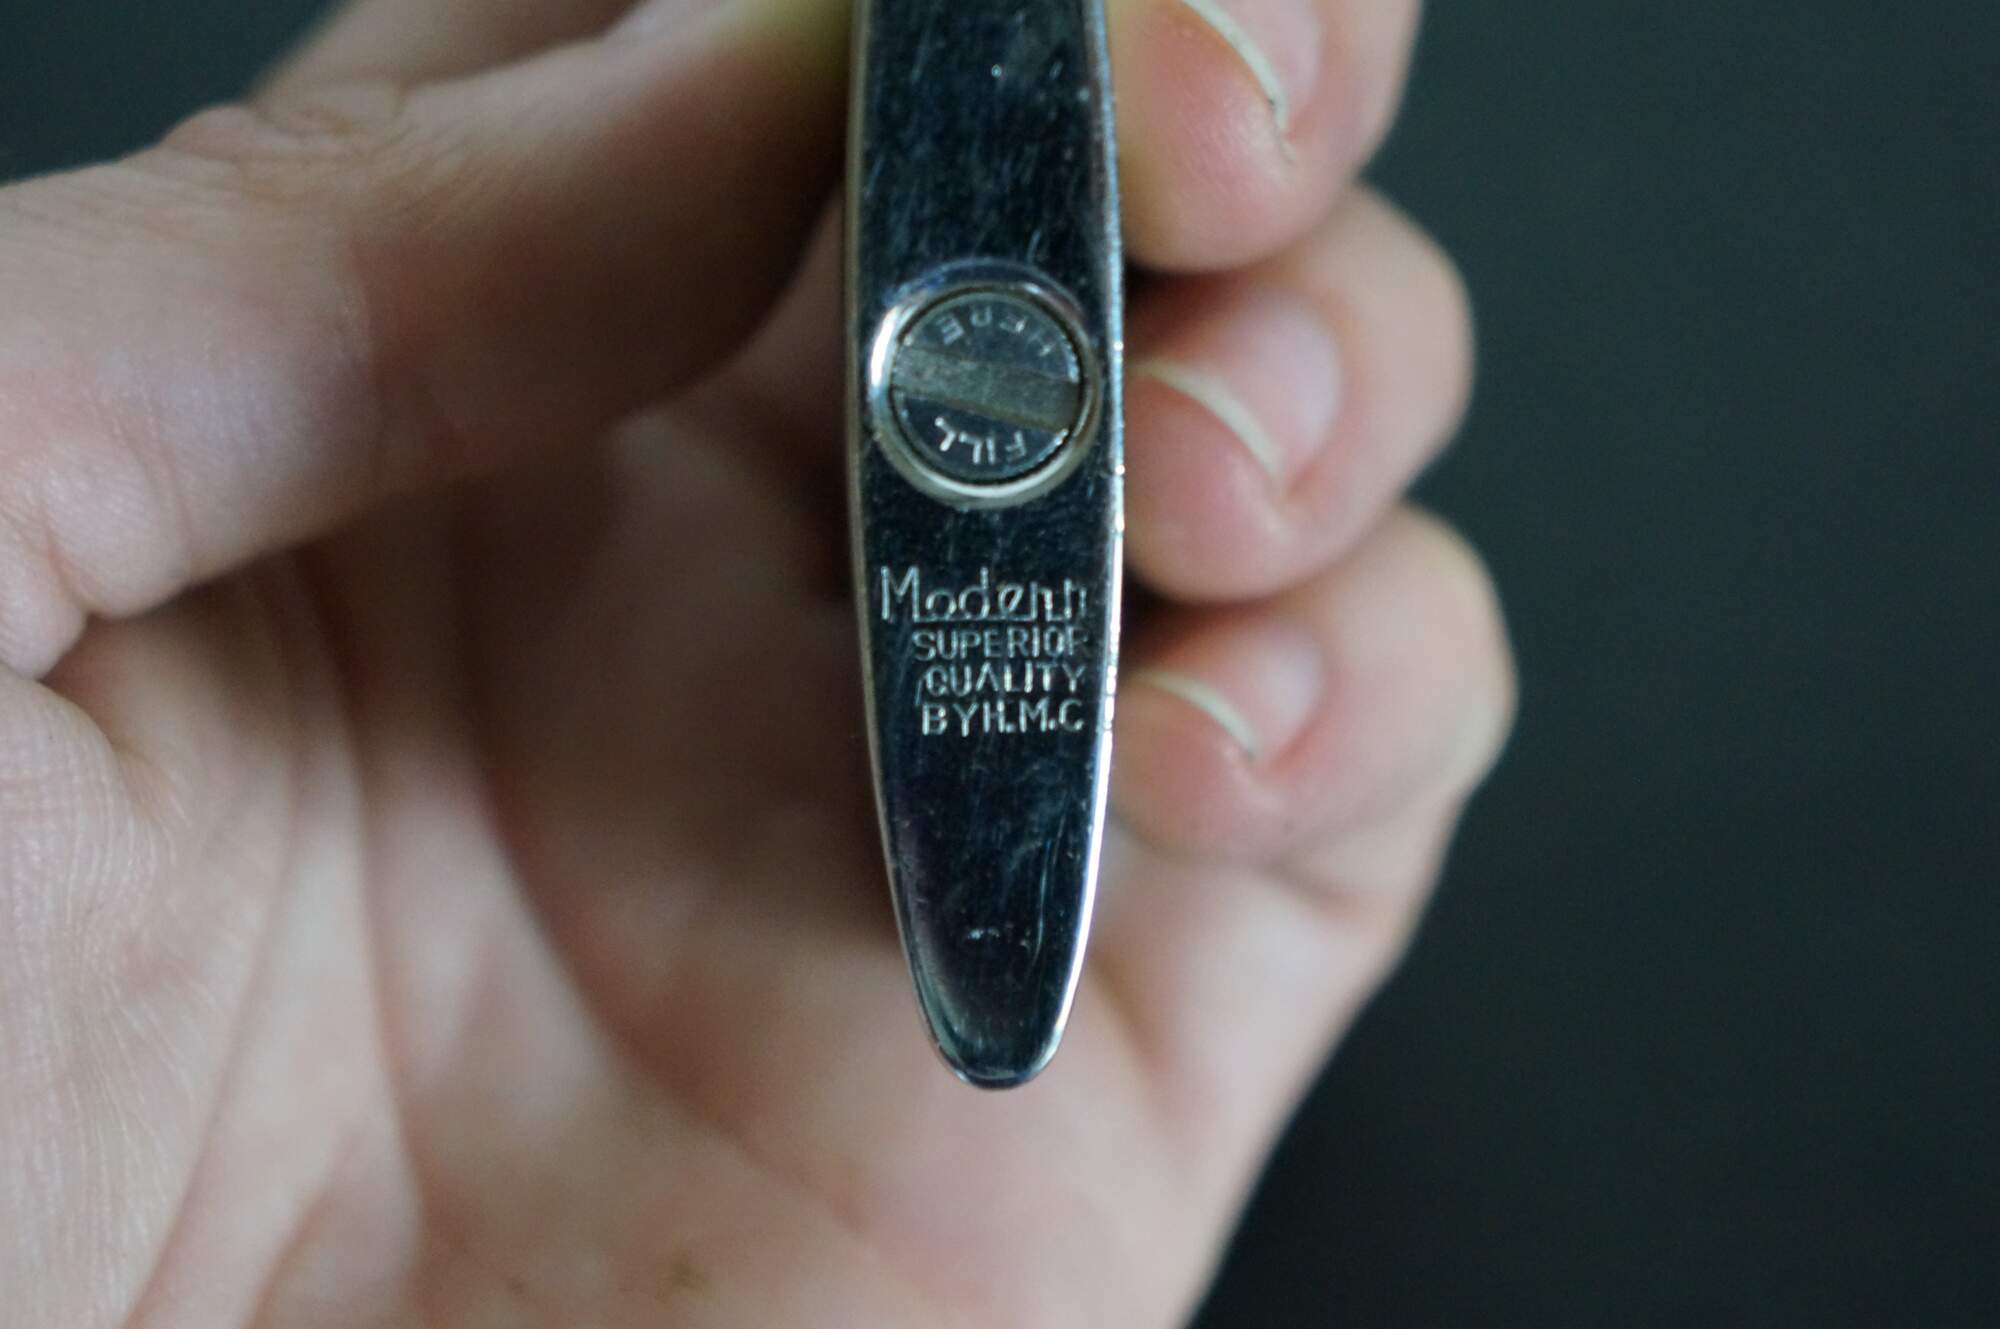 HERE
FILL
Modern
SUPERIOR
QUALITY
BY H.M.C